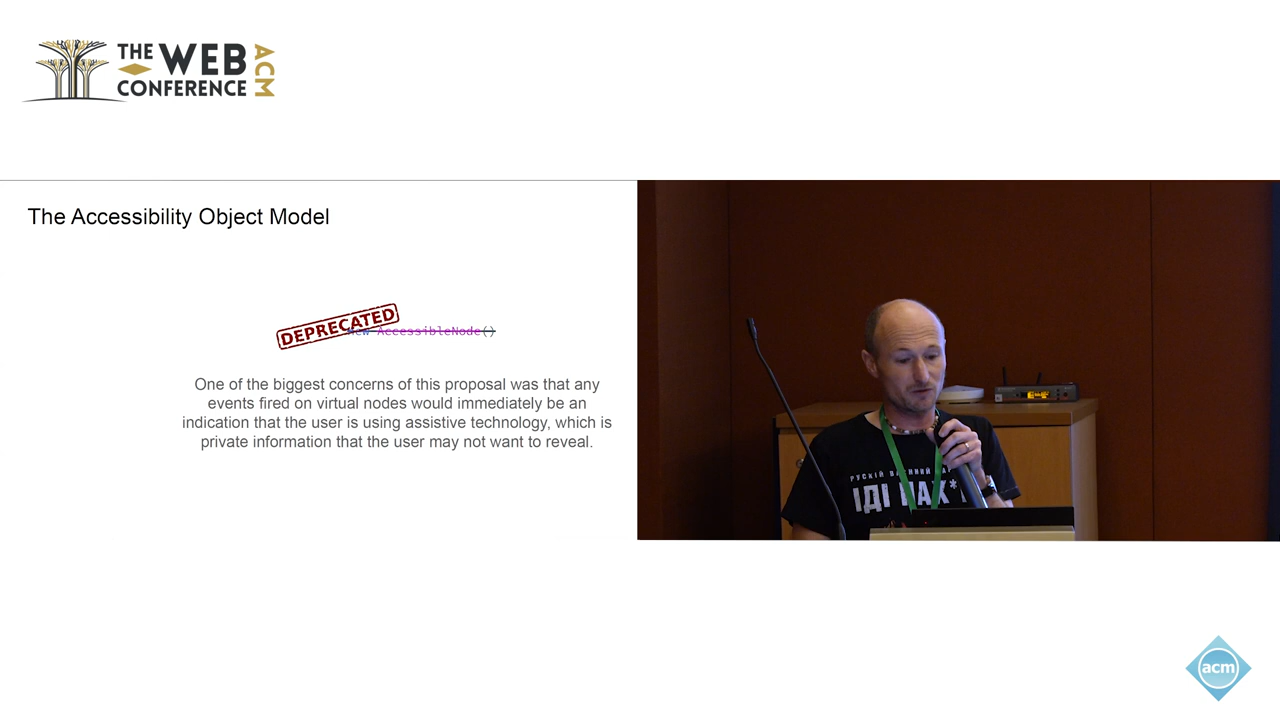 THE WEB
CONFERENCE
ACM
The Accessibility Object Model
DEPRECATED
New AccessibleNode()
One of the biggest concerns of this proposal was that any
events fired on virtual nodes would immediately be an
indication that the user is using assistive technology, which is
private information that the user may not want to reveal.
ІДІ НАХ*
acm